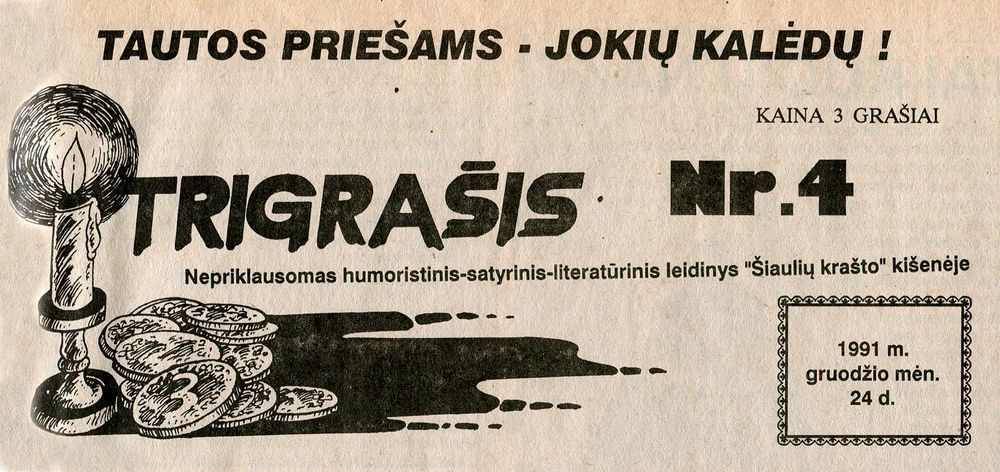 TAUTOS PRIEŠAMS - JOKIŲ KALĖDŲ !
KAINA 3 GRAŠIAI
TRIGRAŠIS Nr.4
Nepriklausomas humoristinis-satyrinis-literatūrinis leidinys "Šiaulių krašto" kišenėje
1991 m.
gruodžio mėn.
24 d.
3